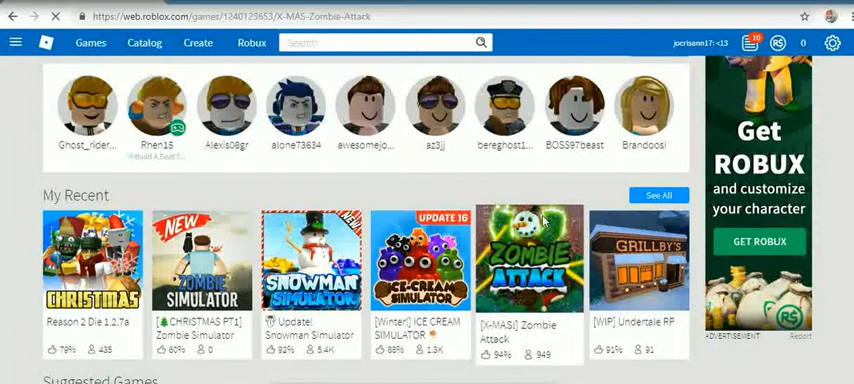 https://web.roblox.com/games/1240123653/X-MAS-Zombie-Attack
Games Catalog Create Robux Search jocrisann17: <13 10 0
Ghost_rider... Rhen15 Alexis08gr alone73634 awesomejo... az3jj bereghost1... BOSS97beast Brandoosi
Build A Boat F...
My Recent
See All
CHRISTMAS
NEW
ZOMBIE
SIMULATOR
NEW
SNOWMAN
SIMULATOR
UPDATE 16
ICE CREAM
SIMULATOR
ZOMBIE
ATTACK
GRILLBY'S
Reason 2 Die 1.2.7a
79% 435
[🎄CHRISTMAS PT1]
Zombie Simulator
60% 0
Update!
Snowman Simulator
92% 5.4K
[Winter!] ICE CREAM
SIMULATOR
88% 1.3K
[X-MAS!] Zombie
Attack
94% 949
[WIP] Undertale RP
91% 91
Suggested Games
Get
ROBUX
and customize
your character
GET ROBUX
ADVERTISEMENT Report